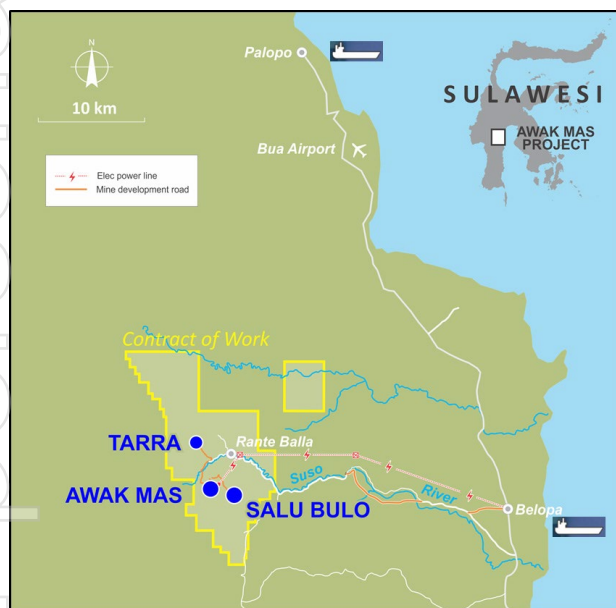 N
10 km
Palopo
Bua Airport
SULAWESI
AWAK MAS
PROJECT
Elec power line
Mine development road
Contract of Work
TARRA
Rante Balla
AWAK MAS
SALU BULO
Suso
River
Belopa